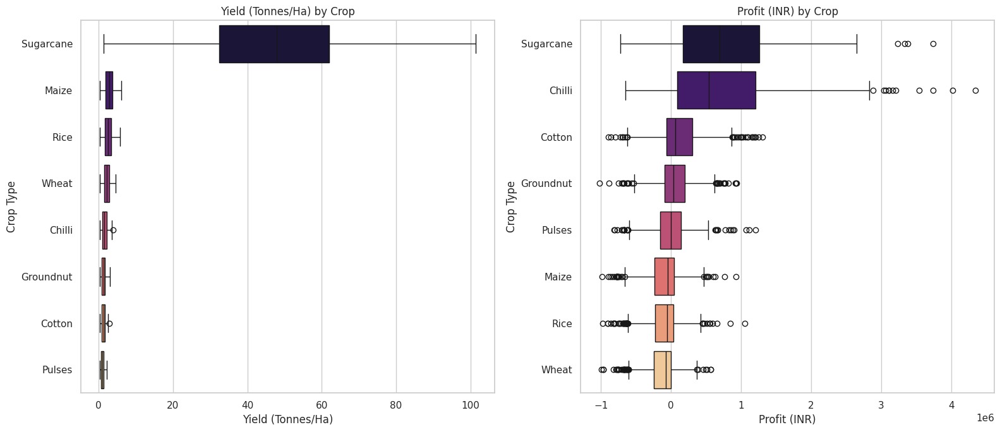 Yield (Tonnes/Ha) by Crop
Crop Type
Sugarcane
Maize
Rice
Wheat
Chilli
Groundnut
Cotton
Pulses
0 20 40 60 80 100
Yield (Tonnes/Ha)
Profit (INR) by Crop
Crop Type
Sugarcane
Chilli
Cotton
Groundnut
Pulses
Maize
Rice
Wheat
−1 0 1 2 3 4
1e6
Profit (INR)